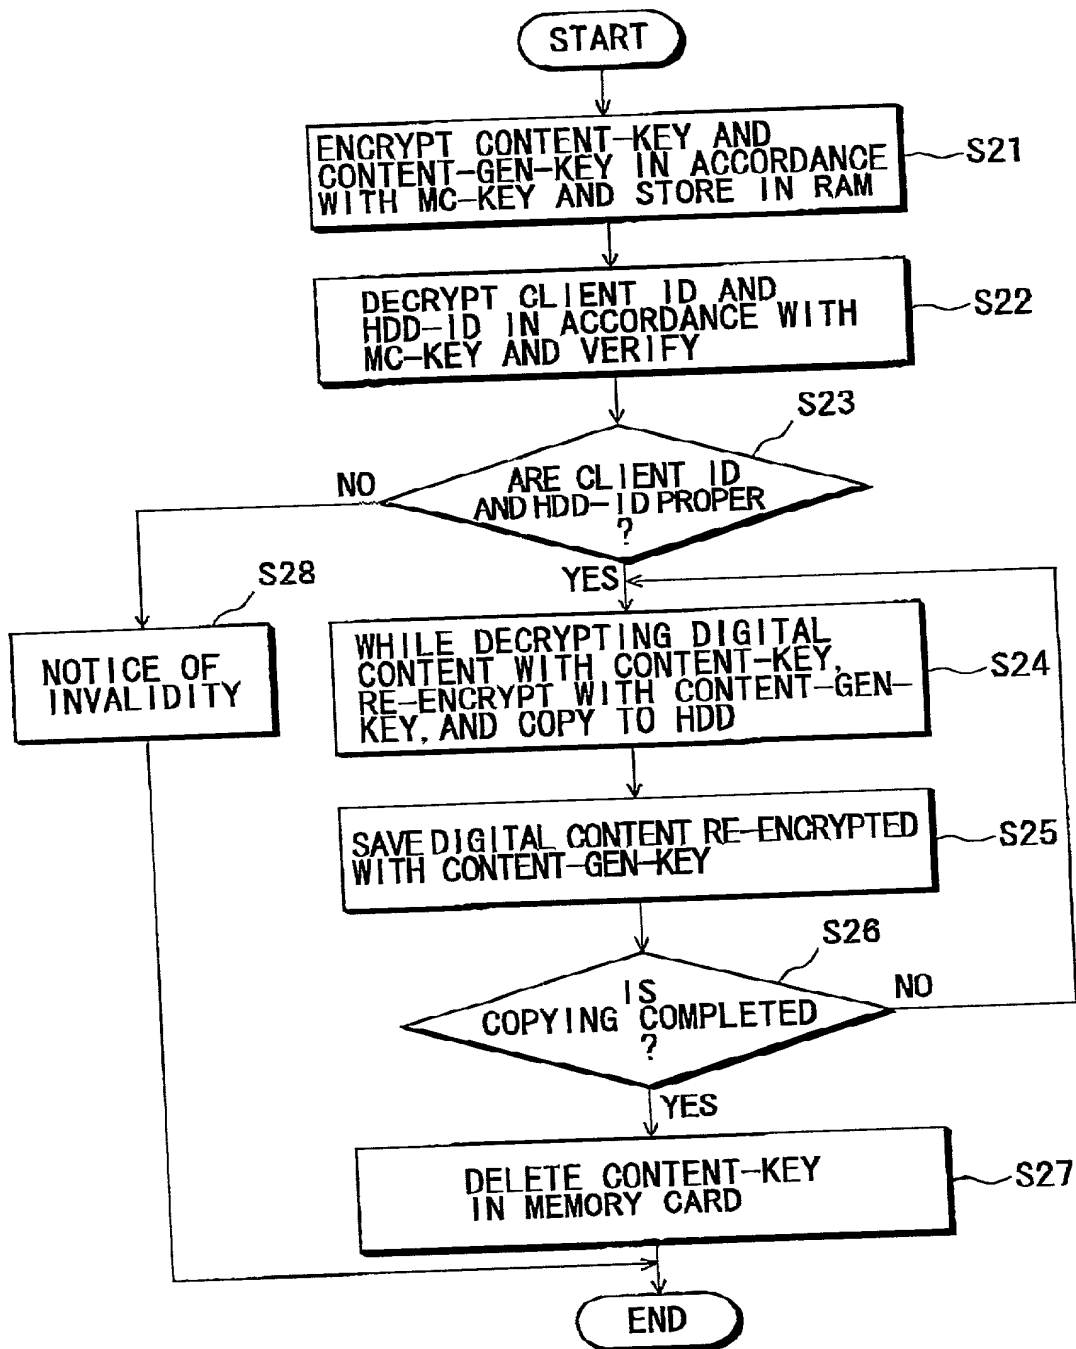 START
ENCRYPT CONTENT-KEY AND
CONTENT-GEN-KEY IN ACCORDANCE
WITH MC-KEY AND STORE IN RAM
S21
DECRYPT CLIENT ID AND
HDD-ID IN ACCORDANCE WITH
MC-KEY AND VERIFY
S22
S23
ARE CLIENT ID
AND HDD-ID PROPER
?
NO
YES
S28
NOTICE OF
INVALIDITY
WHILE DECRYPTING DIGITAL
CONTENT WITH CONTENT-KEY,
RE-ENCRYPT WITH CONTENT-GEN-
KEY, AND COPY TO HDD
S24
SAVE DIGITAL CONTENT RE-ENCRYPTED
WITH CONTENT-GEN-KEY
S25
S26
IS
COPYING COMPLETED
?
NO
YES
DELETE CONTENT-KEY
IN MEMORY CARD
S27
END